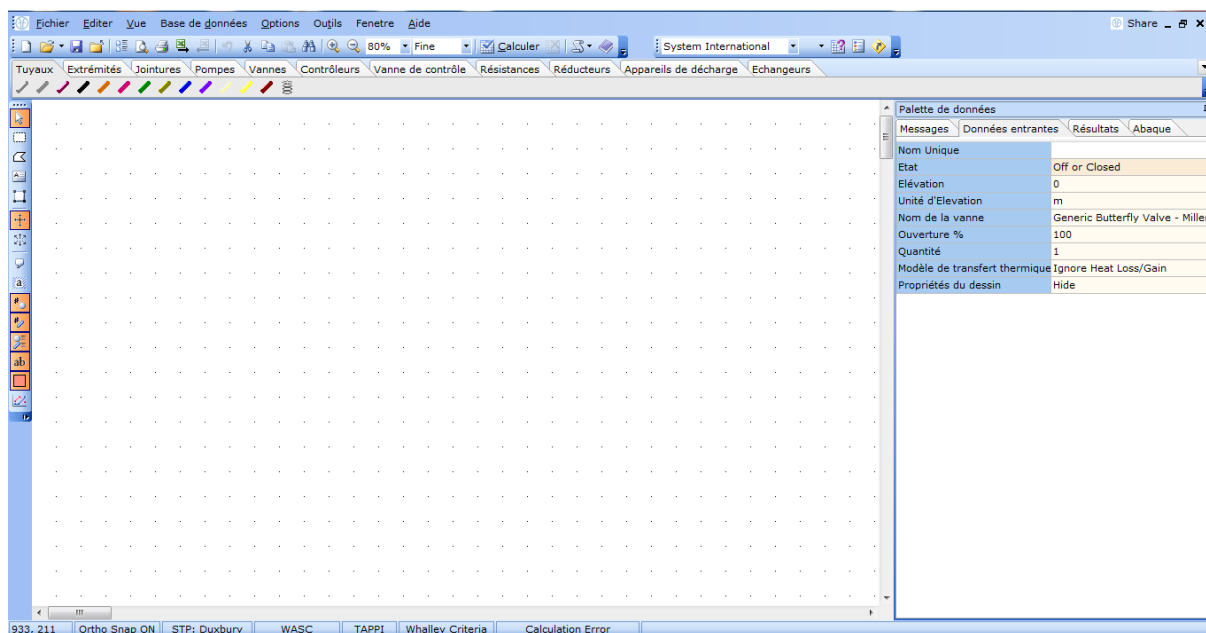 Fichier Editer Vue Base de données Options Outils Fenetre Aide Share
80% Fine Calculer System International
Tuyaux Extrémités Jointures Pompes Vannes Contrôleurs Vanne de contrôle Résistances Réducteurs Appareils de décharge Echangeurs
Palette de données
Messages Données entrantes Résultats Abaque
Nom Unique
Etat Off or Closed
Elévation 0
Unité d'Elevation m
Nom de la vanne Generic Butterfly Valve - Mille
Ouverture % 100
Quantité 1
Modèle de transfert thermique Ignore Heat Loss/Gain
Propriétés du dessin Hide
a
ab
933, 211 Ortho Snap ON STP: Duxbury WASC TAPPI Whalley Criteria Calculation Error